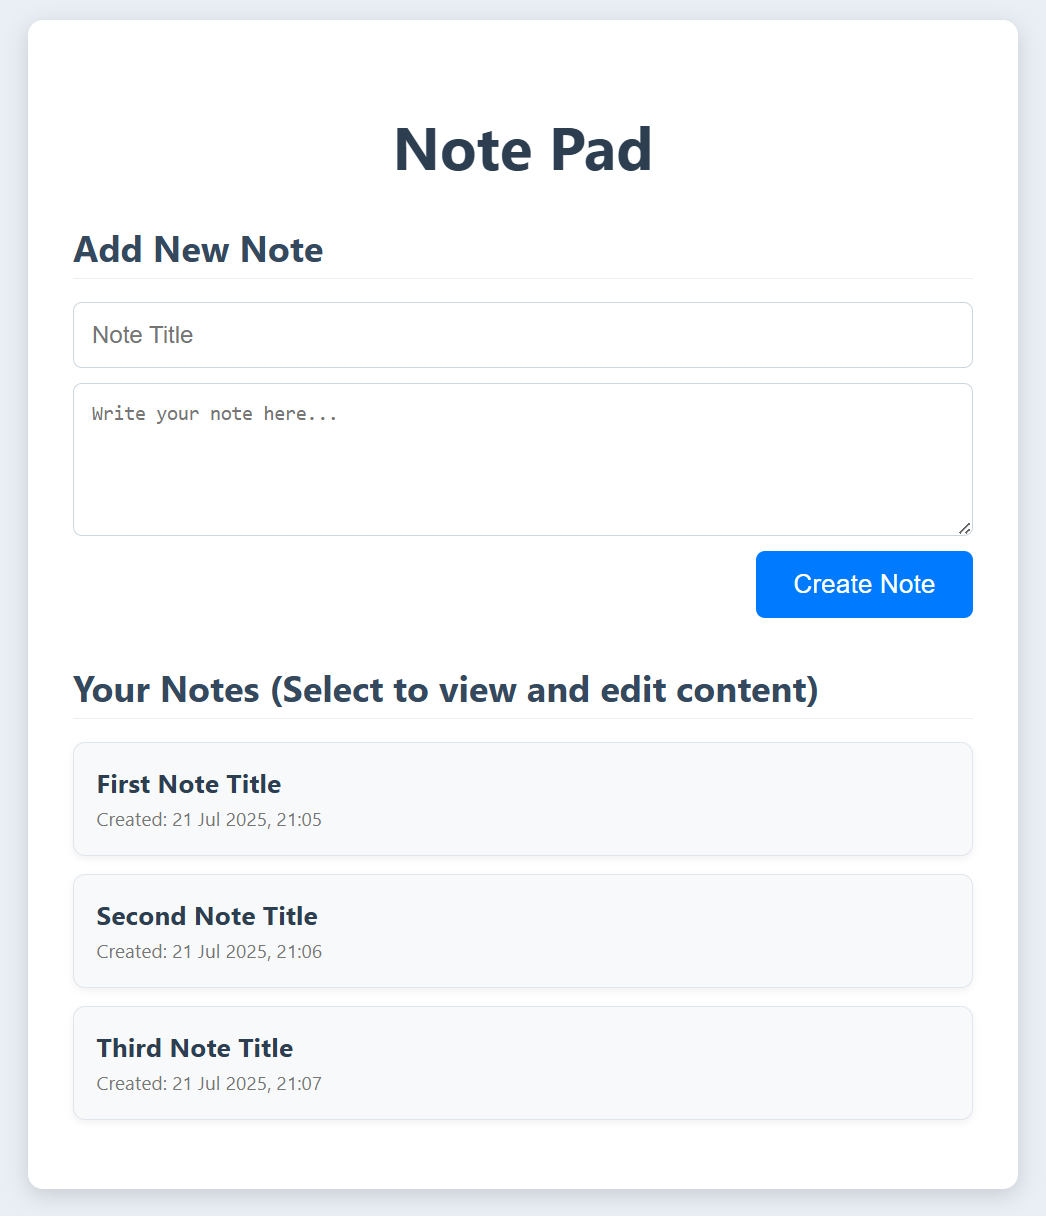 Note Pad
Add New Note
Note Title
Write your note here...
Create Note
Your Notes (Select to view and edit content)
First Note Title
Created: 21 Jul 2025, 21:05
Second Note Title
Created: 21 Jul 2025, 21:06
Third Note Title
Created: 21 Jul 2025, 21:07